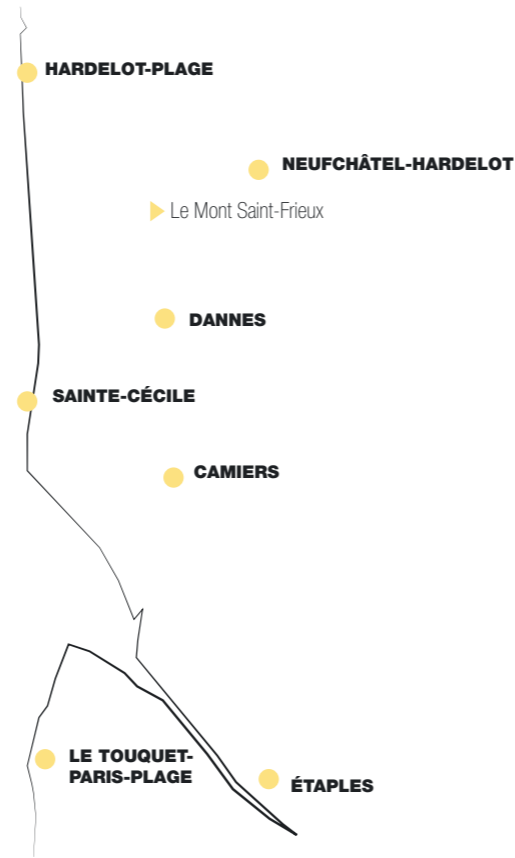 HARDELOT-PLAGE
NEUFCHÂTEL-HARDELOT
Le Mont Saint-Frieux
DANNES
SAINTE-CÉCILE
CAMIERS
LE TOUQUET-
PARIS-PLAGE
ÉTAPLES